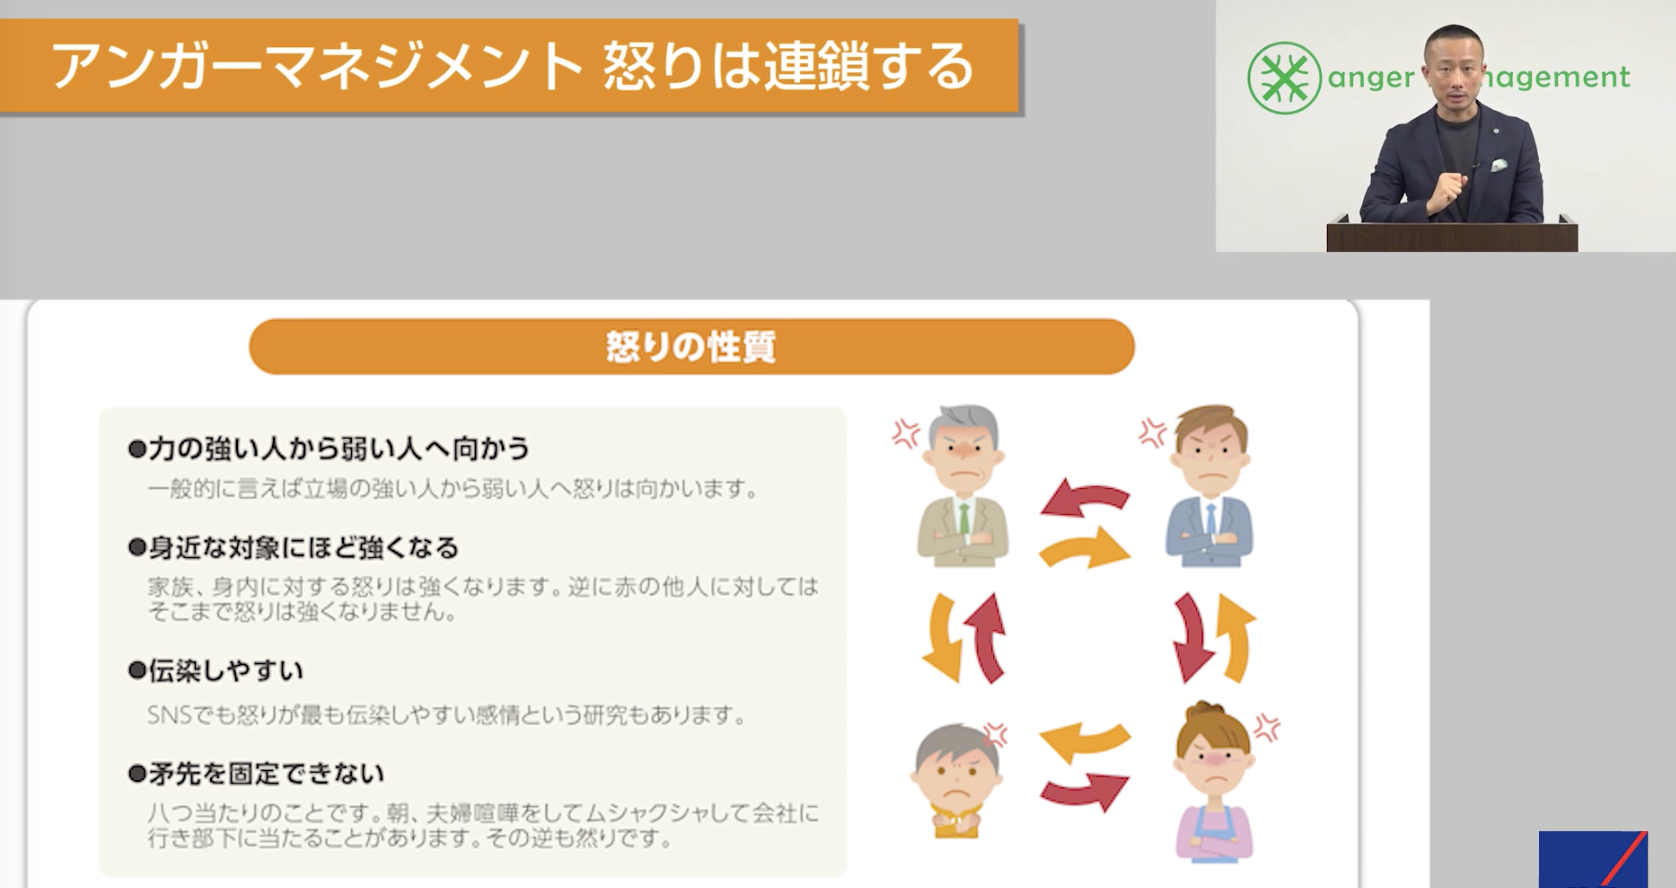 アンガーマネジメント 怒りは連鎖する
anger nagement
怒りの性質
●力の強い人から弱い人へ向かう
一般的に言えば立場の強い人から弱い人へ怒りは向かいます。
●身近な対象にほど強くなる
家族、身内に対する怒りは強くなります。逆に赤の他人に対しては
そこまで怒りは強くなりません。
●伝染しやすい
SNSでも怒りが最も伝染しやすい感情という研究もあります。
●矛先を固定できない
八つ当たりのことです。朝、夫婦喧嘩をしてムシャクシャして会社に
行き部下に当たることがあります。その逆も然りです。